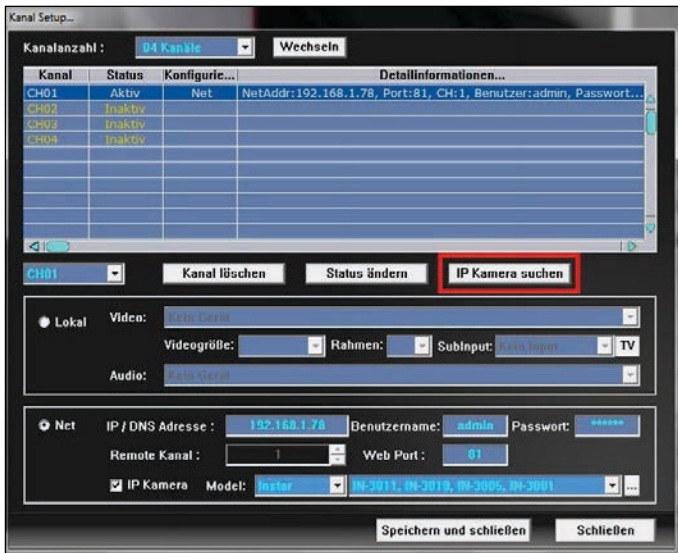 Kanal Setup...
Kanalanzahl : 04 Kanäle Wechseln
Kanal Status Konfigurie... Detailinformationen...
CH01 Aktiv Net NetAddr:192.168.1.78, Port:81, CH:1, Benutzer:admin, Passwort...
CH02 Inaktiv
CH03 Inaktiv
CH04 Inaktiv
CH01 Kanal löschen Status ändern IP Kamera suchen
Lokal Video: Kein Gerät
Videogröße: Rahmen: SubInput: Kein Input TV
Audio: Kein Gerät
Net IP / DNS Adresse : 192.168.1.78 Benutzername: admin Passwort: ******
Remote Kanal : 1 Web Port : 81
IP Kamera Model: Instar IN-3011, IN-3010, IN-3005, IN-3001 ...
Speichern und schließen Schließen